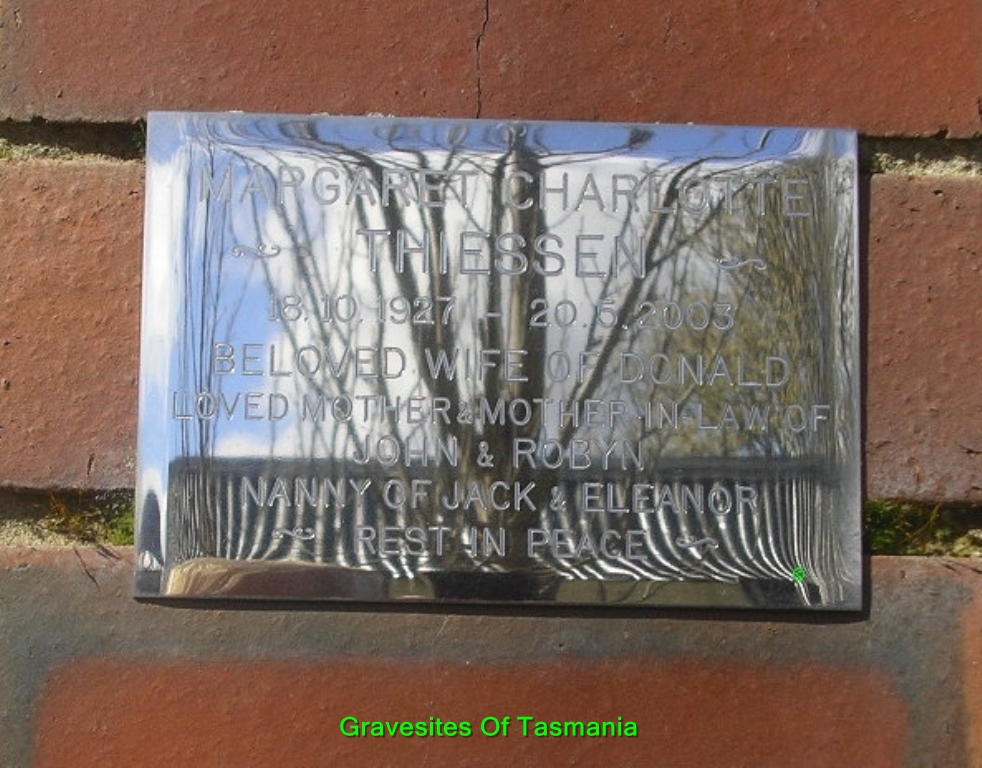 MARGARET CHARLOTTE
THIESSEN
18.10.1927 - 20.5.2003
BELOVED WIFE OF DONALD
LOVED MOTHER & MOTHER-IN-LAW OF
JOHN & ROBYN
NANNY OF JACK & ELEANOR
REST IN PEACE
Gravesites Of Tasmania